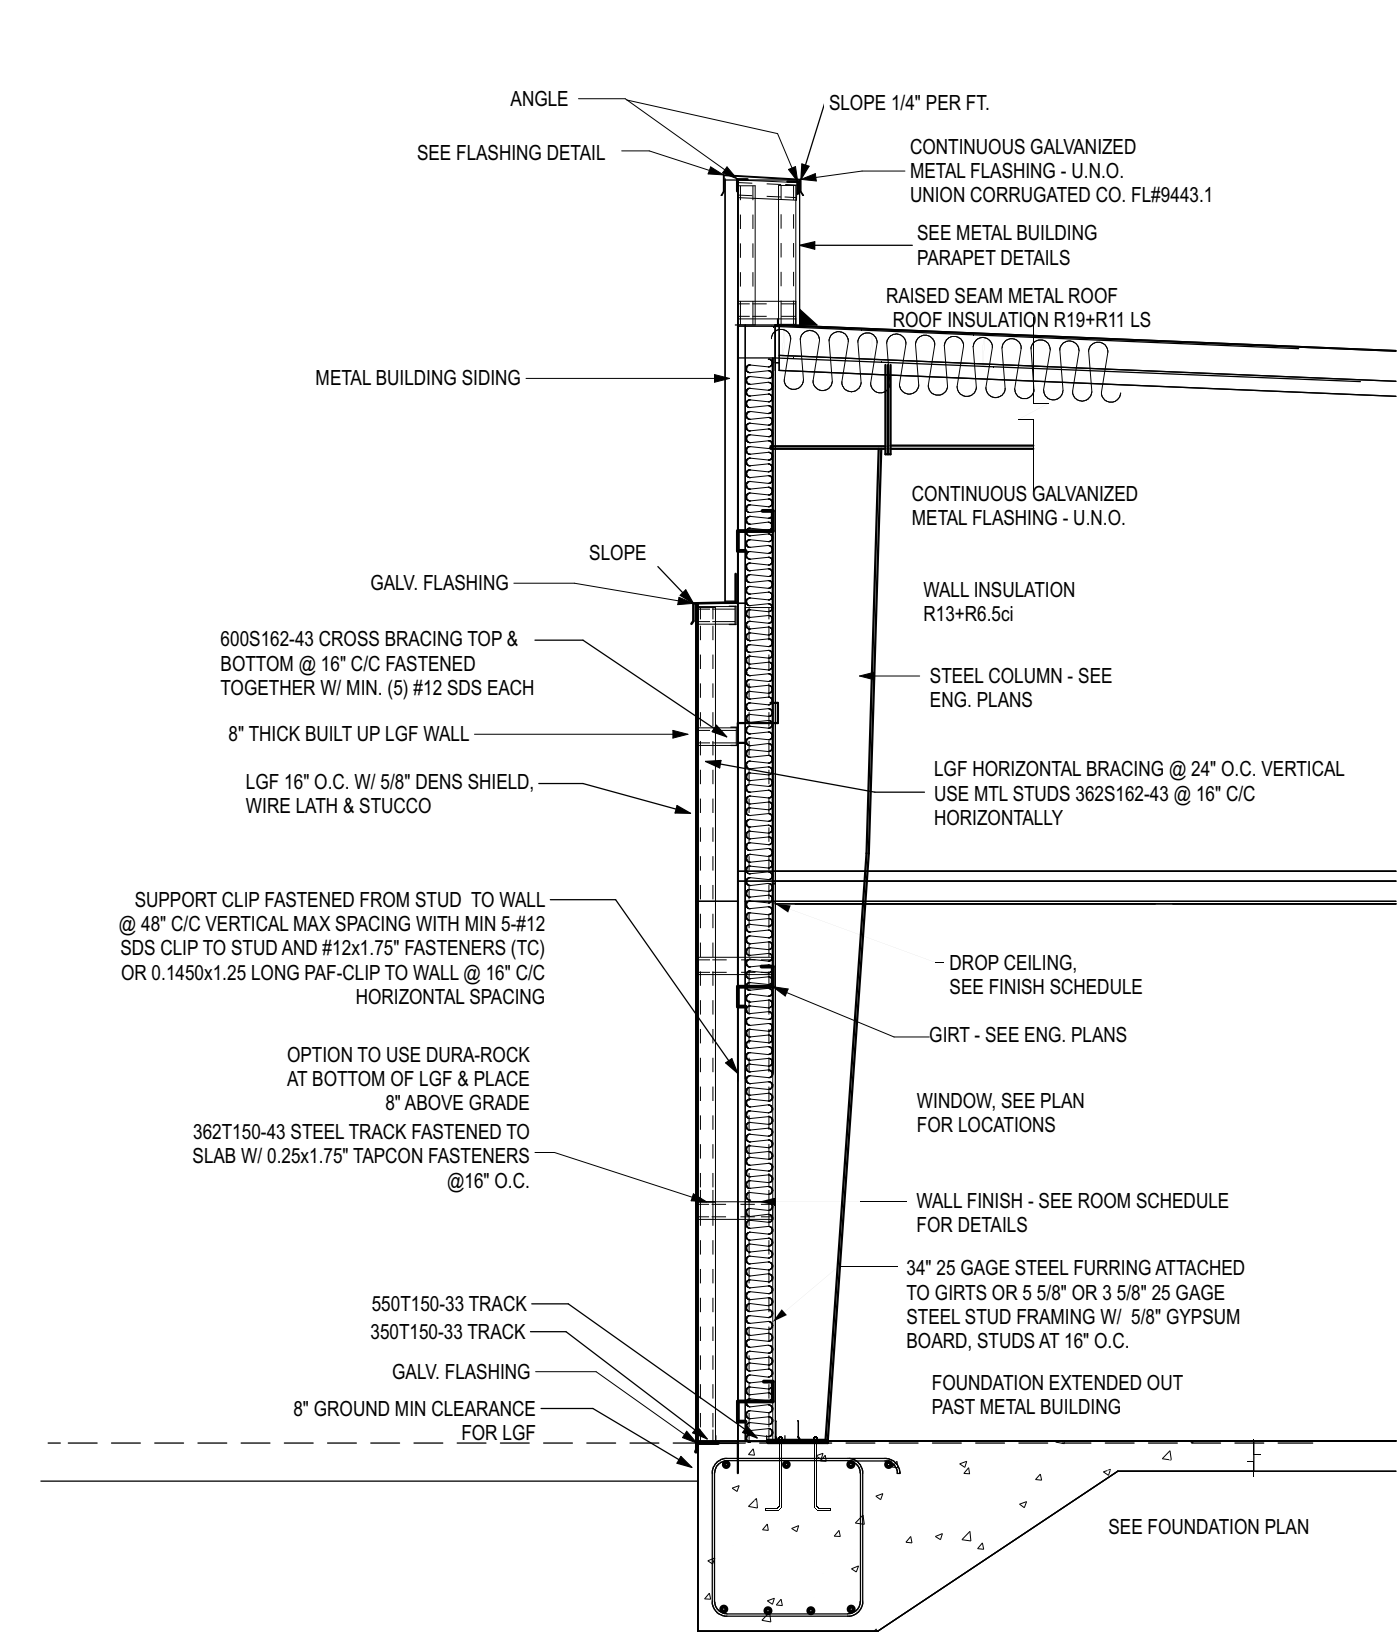 ANGLE
SLOPE 1/4" PER FT.
SEE FLASHING DETAIL
CONTINUOUS GALVANIZED
METAL FLASHING - U.N.O.
UNION CORRUGATED CO. FL#9443.1
SEE METAL BUILDING
PARAPET DETAILS
RAISED SEAM METAL ROOF
ROOF INSULATION R19+R11 LS
METAL BUILDING SIDING
CONTINUOUS GALVANIZED
METAL FLASHING - U.N.O.
SLOPE
GALV. FLASHING
WALL INSULATION
R13+R6.5ci
600S162-43 CROSS BRACING TOP &
BOTTOM @ 16" C/C FASTENED
TOGETHER W/ MIN. (5) #12 SDS EACH
STEEL COLUMN - SEE
ENG. PLANS
8" THICK BUILT UP LGF WALL
LGF 16" O.C. W/ 5/8" DENS SHIELD,
WIRE LATH & STUCCO
LGF HORIZONTAL BRACING @ 24" O.C. VERTICAL
USE MTL STUDS 362S162-43 @ 16" C/C
HORIZONTALLY
SUPPORT CLIP FASTENED FROM STUD TO WALL
@ 48" C/C VERTICAL MAX SPACING WITH MIN 5-#12
SDS CLIP TO STUD AND #12x1.75" FASTENERS (TC)
OR 0.1450x1.25 LONG PAF-CLIP TO WALL @ 16" C/C
HORIZONTAL SPACING
DROP CEILING,
SEE FINISH SCHEDULE
GIRT - SEE ENG. PLANS
OPTION TO USE DURA-ROCK
AT BOTTOM OF LGF & PLACE
8" ABOVE GRADE
WINDOW, SEE PLAN
FOR LOCATIONS
362T150-43 STEEL TRACK FASTENED TO
SLAB W/ 0.25x1.75" TAPCON FASTENERS
@16" O.C.
WALL FINISH - SEE ROOM SCHEDULE
FOR DETAILS
34" 25 GAGE STEEL FURRING ATTACHED
TO GIRTS OR 5 5/8" OR 3 5/8" 25 GAGE
STEEL STUD FRAMING W/ 5/8" GYPSUM
BOARD, STUDS AT 16" O.C.
550T150-33 TRACK
350T150-33 TRACK
GALV. FLASHING
8" GROUND MIN CLEARANCE
FOR LGF
FOUNDATION EXTENDED OUT
PAST METAL BUILDING
SEE FOUNDATION PLAN